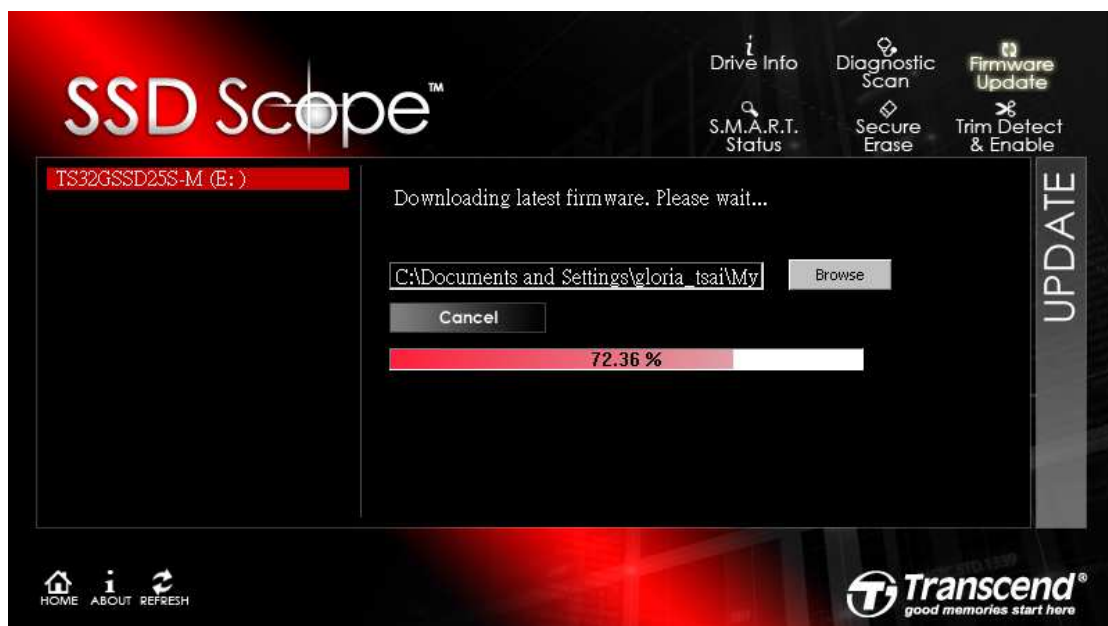 SSD Scope™
i
Drive Info
Diagnostic
Scan
Firmware
Update
S.M.A.R.T.
Status
Secure
Erase
Trim Detect
& Enable
TS32GSSD25S-M (E: )
Downloading latest firmware. Please wait...
C:\Documents and Settings\gloria_tsai\My
Browse
Cancel
72.36 %
UPDATE
HOME
i
ABOUT
REFRESH
Transcend®
good memories start here